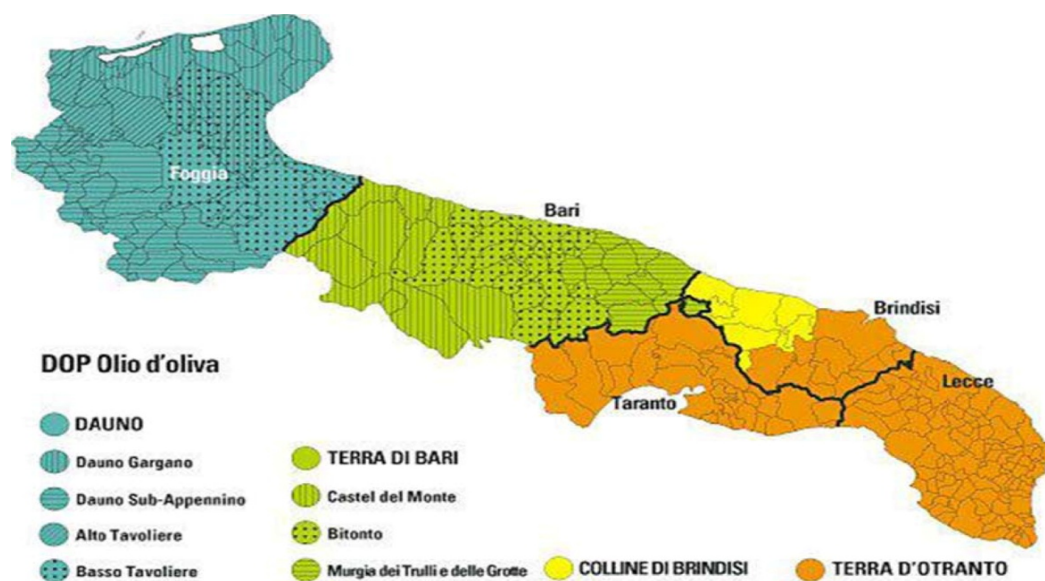 Foggia
Bari
Brindisi
Lecce
Taranto
DOP Olio d'oliva
DAUNO
Dauno Gargano
Dauno Sub-Appennino
Alto Tavoliere
Basso Tavoliere
TERRA DI BARI
Castel del Monte
Bitonto
Murgia dei Trulli e delle Grotte
COLLINE DI BRINDISI
TERRA D'OTRANTO